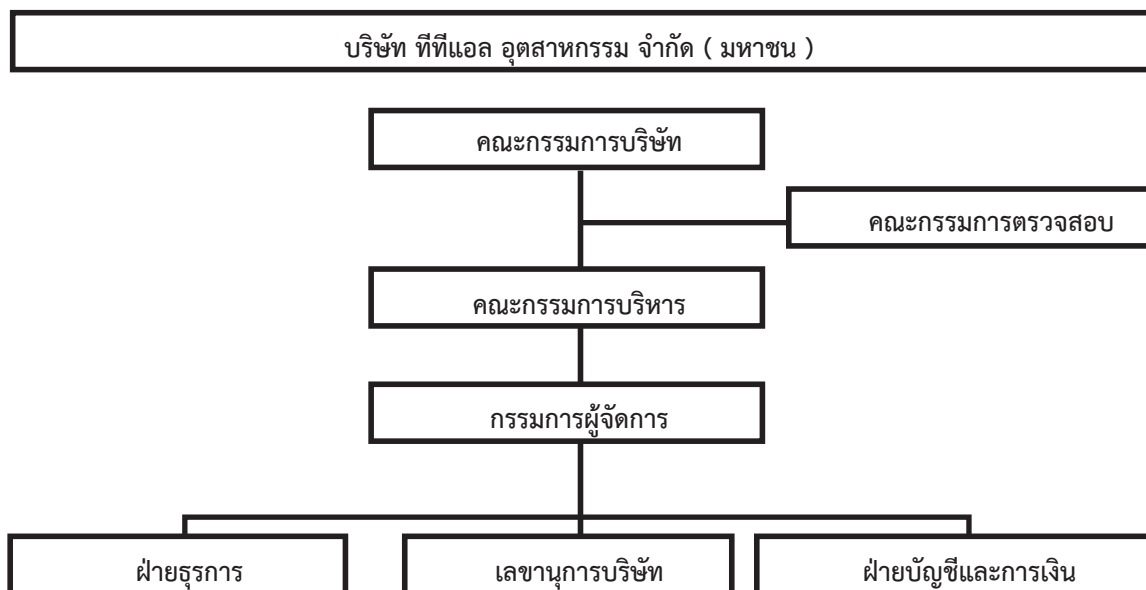 บริษัท ทีทีแอล อุตสาหกรรม จำกัด ( มหาชน )
คณะกรรมการบริษัท
คณะกรรมการตรวจสอบ
คณะกรรมการบริหาร
กรรมการผู้จัดการ
ฝ่ายธุรการ
เลขานุการบริษัท
ฝ่ายบัญชีและการเงิน